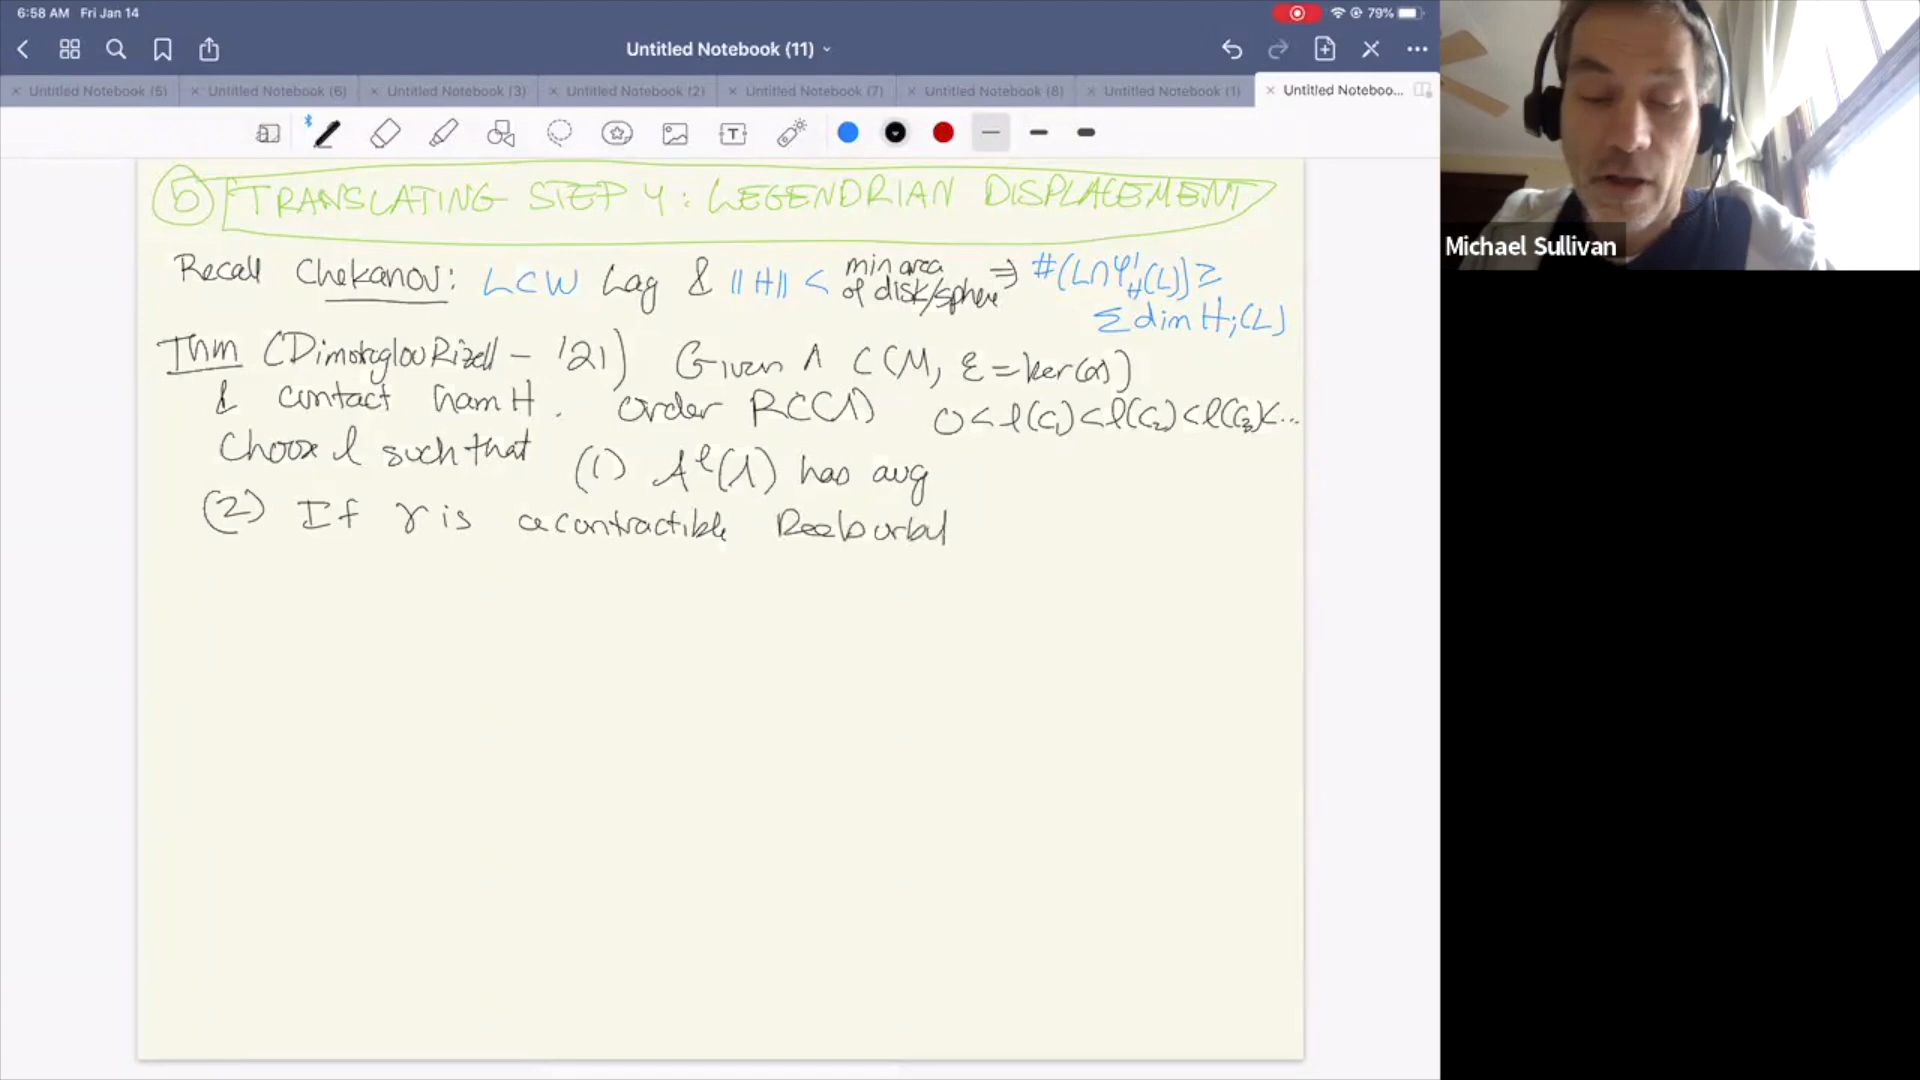 6:58 AM Fri Jan 14
79%
Untitled Notebook (11)
Untitled Notebook (5)
Untitled Notebook (6)
Untitled Notebook (3)
Untitled Notebook (2)
Untitled Notebook (7)
Untitled Notebook (8)
Untitled Notebook (1)
Untitled Noteboo...
5 TRANSLATING STEP 4: LEGENDRIAN DISPLACEMENT
Recall Chekanov: L⊂W Lag & ||H|| < min area of disk/sphere ⇒ #(L∩φ¹_H(L)) ≥
Σ dim H_i(L)
Thm (Dimitroglou Rizell – '21) Given Λ ⊂ (M, ξ = ker(α))
& contact ham H. Order RC(Λ) 0<l(c₁)<l(c₂)<l(c₃)<...
Choose l such that (1) A^l(Λ) has aug
(2) If γ is a contractible Reeb orbit
Michael Sullivan